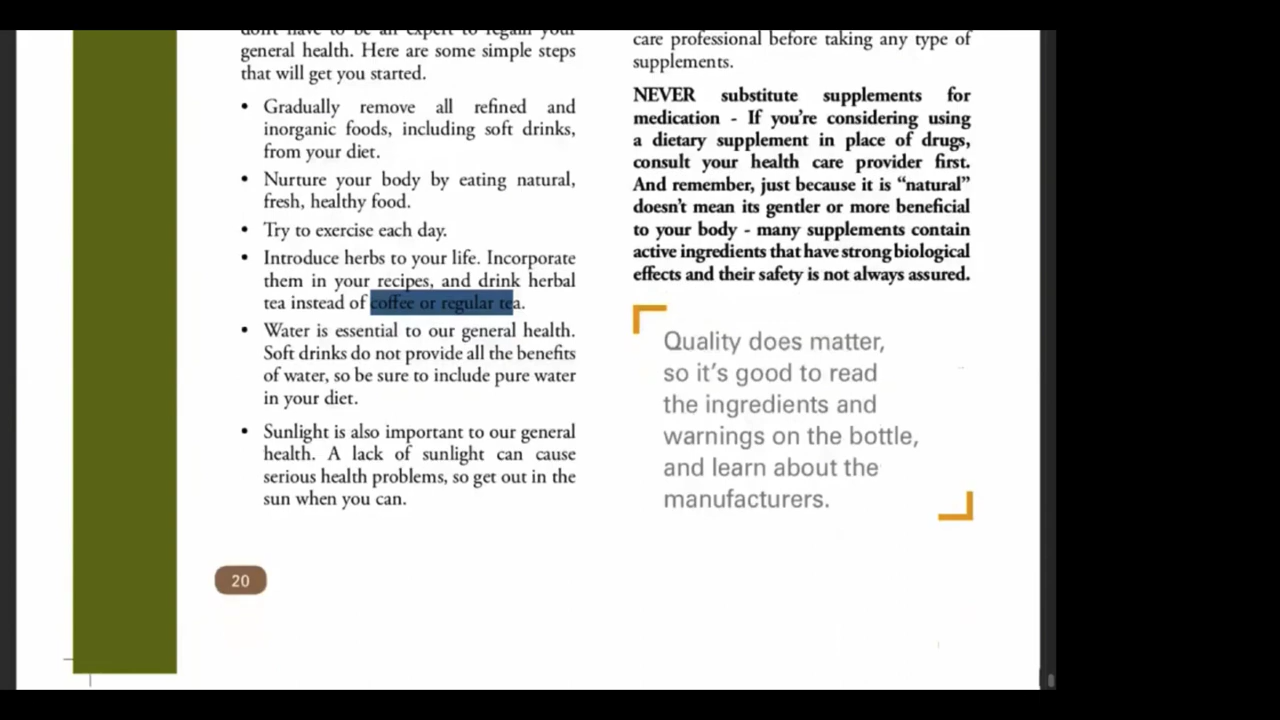 don't have to be an expert to regain your
general health. Here are some simple steps
that will get you started.
• Gradually remove all refined and
inorganic foods, including soft drinks,
from your diet.
• Nurture your body by eating natural,
fresh, healthy food.
• Try to exercise each day.
• Introduce herbs to your life. Incorporate
them in your recipes, and drink herbal
tea instead of coffee or regular tea.
• Water is essential to our general health.
Soft drinks do not provide all the benefits
of water, so be sure to include pure water
in your diet.
• Sunlight is also important to our general
health. A lack of sunlight can cause
serious health problems, so get out in the
sun when you can.
20
care professional before taking any type of
supplements.
NEVER substitute supplements for
medication - If you're considering using
a dietary supplement in place of drugs,
consult your health care provider first.
And remember, just because it is “natural”
doesn't mean its gentler or more beneficial
to your body - many supplements contain
active ingredients that have strong biological
effects and their safety is not always assured.
Quality does matter,
so it's good to read
the ingredients and
warnings on the bottle,
and learn about the
manufacturers.